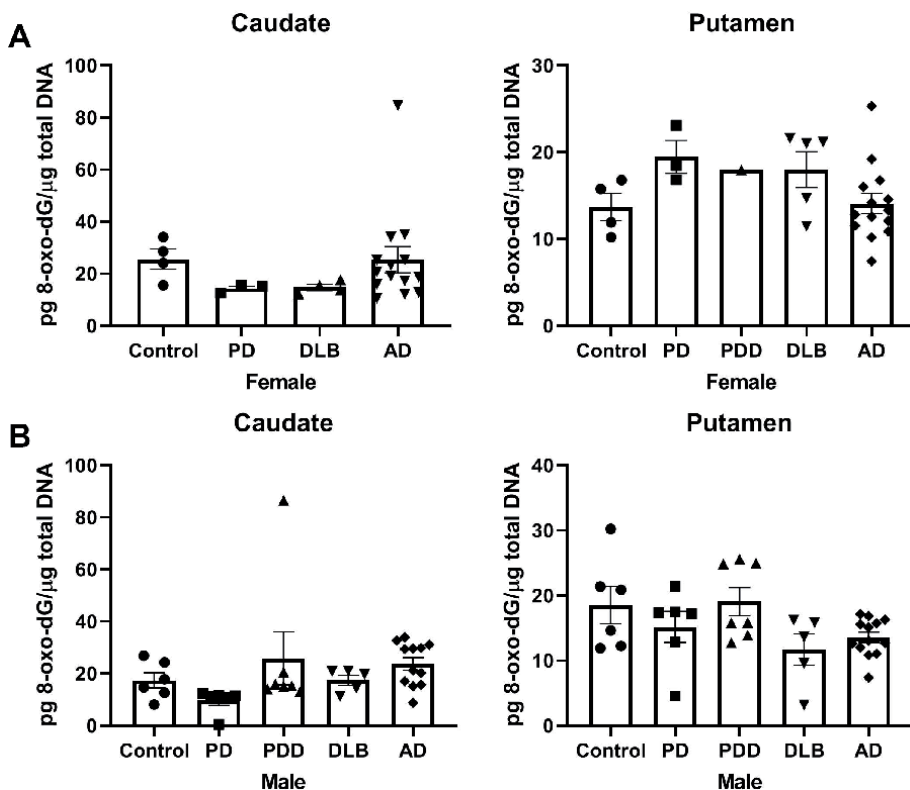 A
Caudate
pg 8-oxo-dG/μg total DNA
100
80
60
40
20
0
Control PD DLB AD
Female
Putamen
pg 8-oxo-dG/μg total DNA
30
20
10
0
Control PD PDD DLB AD
Female
B
Caudate
pg 8-oxo-dG/μg total DNA
100
80
60
40
20
0
Control PD PDD DLB AD
Male
Putamen
pg 8-oxo-dG/μg total DNA
40
30
20
10
0
Control PD PDD DLB AD
Male